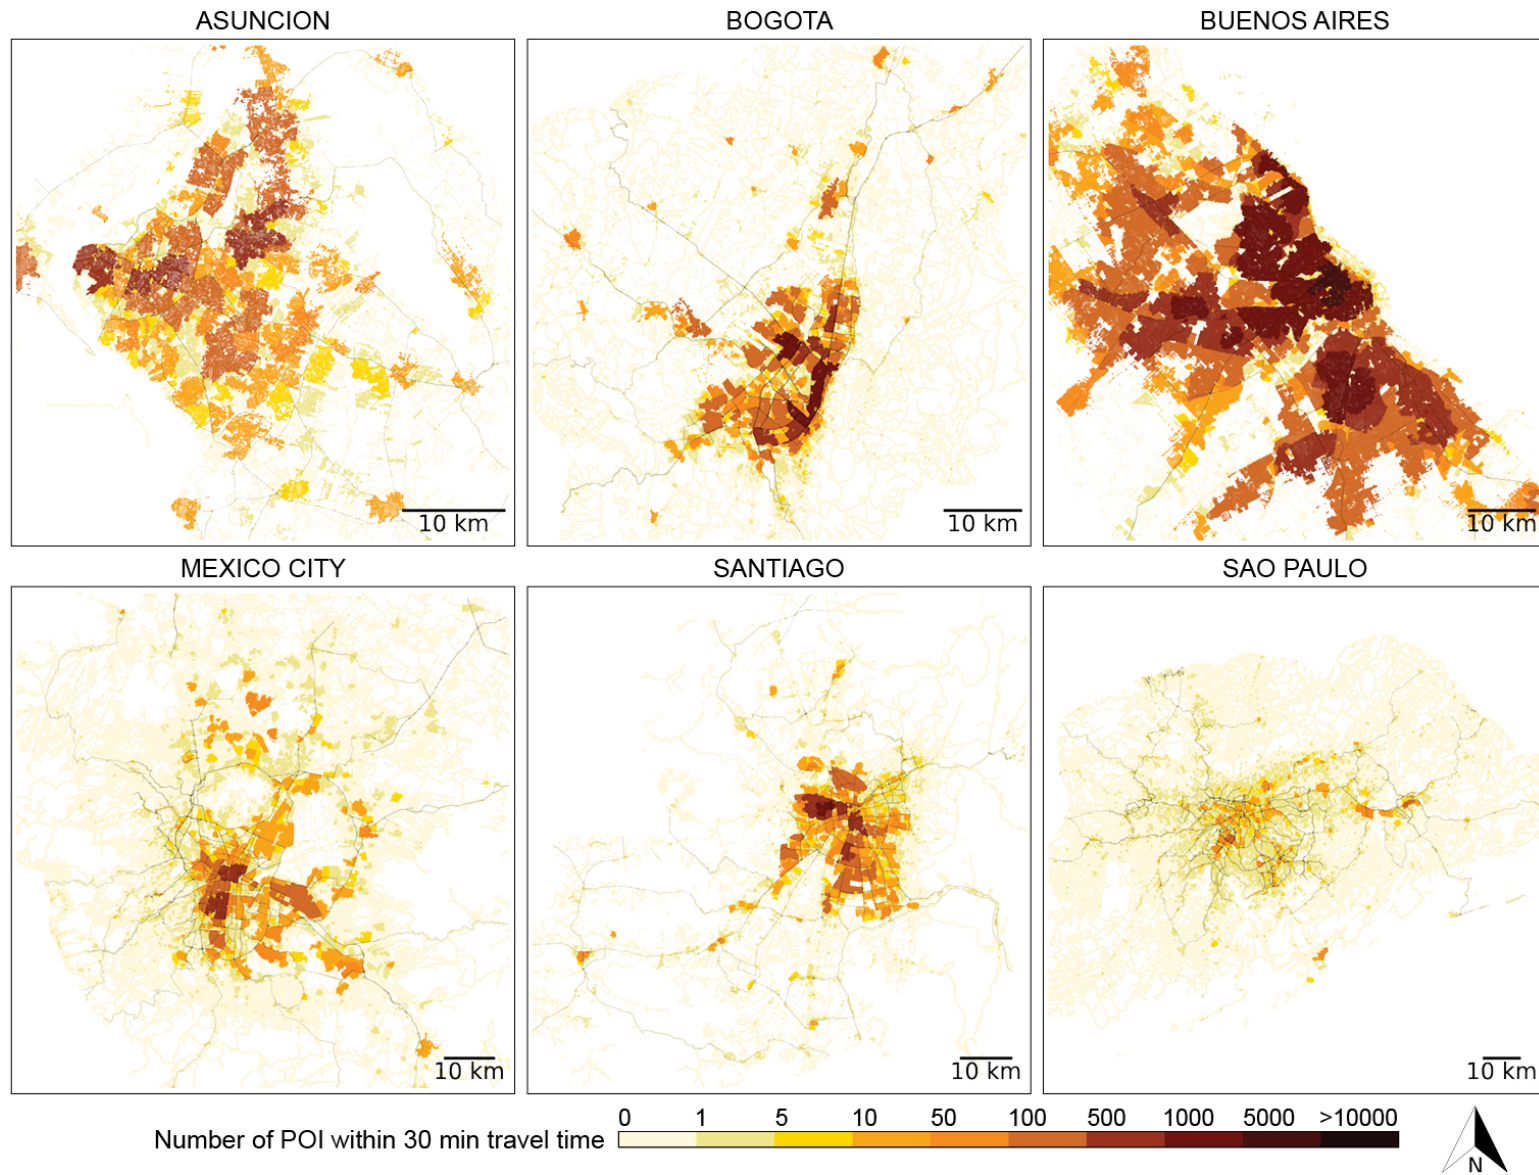 ASUNCION
BOGOTA
BUENOS AIRES
10 km
10 km
10 km
MEXICO CITY
SANTIAGO
SAO PAULO
10 km
10 km
10 km
0 1 5 10 50 100 500 1000 5000 >10000
Number of POI within 30 min travel time
N